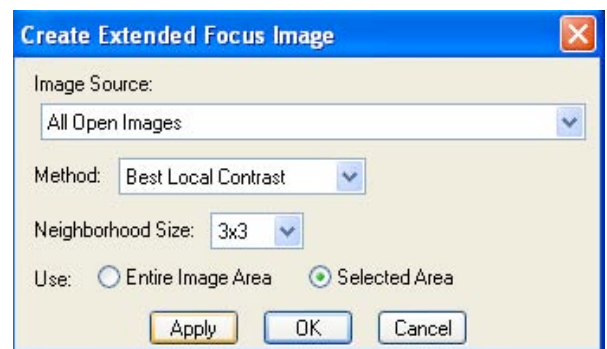 Create Extended Focus Image
Image Source:
All Open Images
Method: Best Local Contrast
Neighborhood Size: 3x3
Use: Entire Image Area Selected Area
Apply OK Cancel